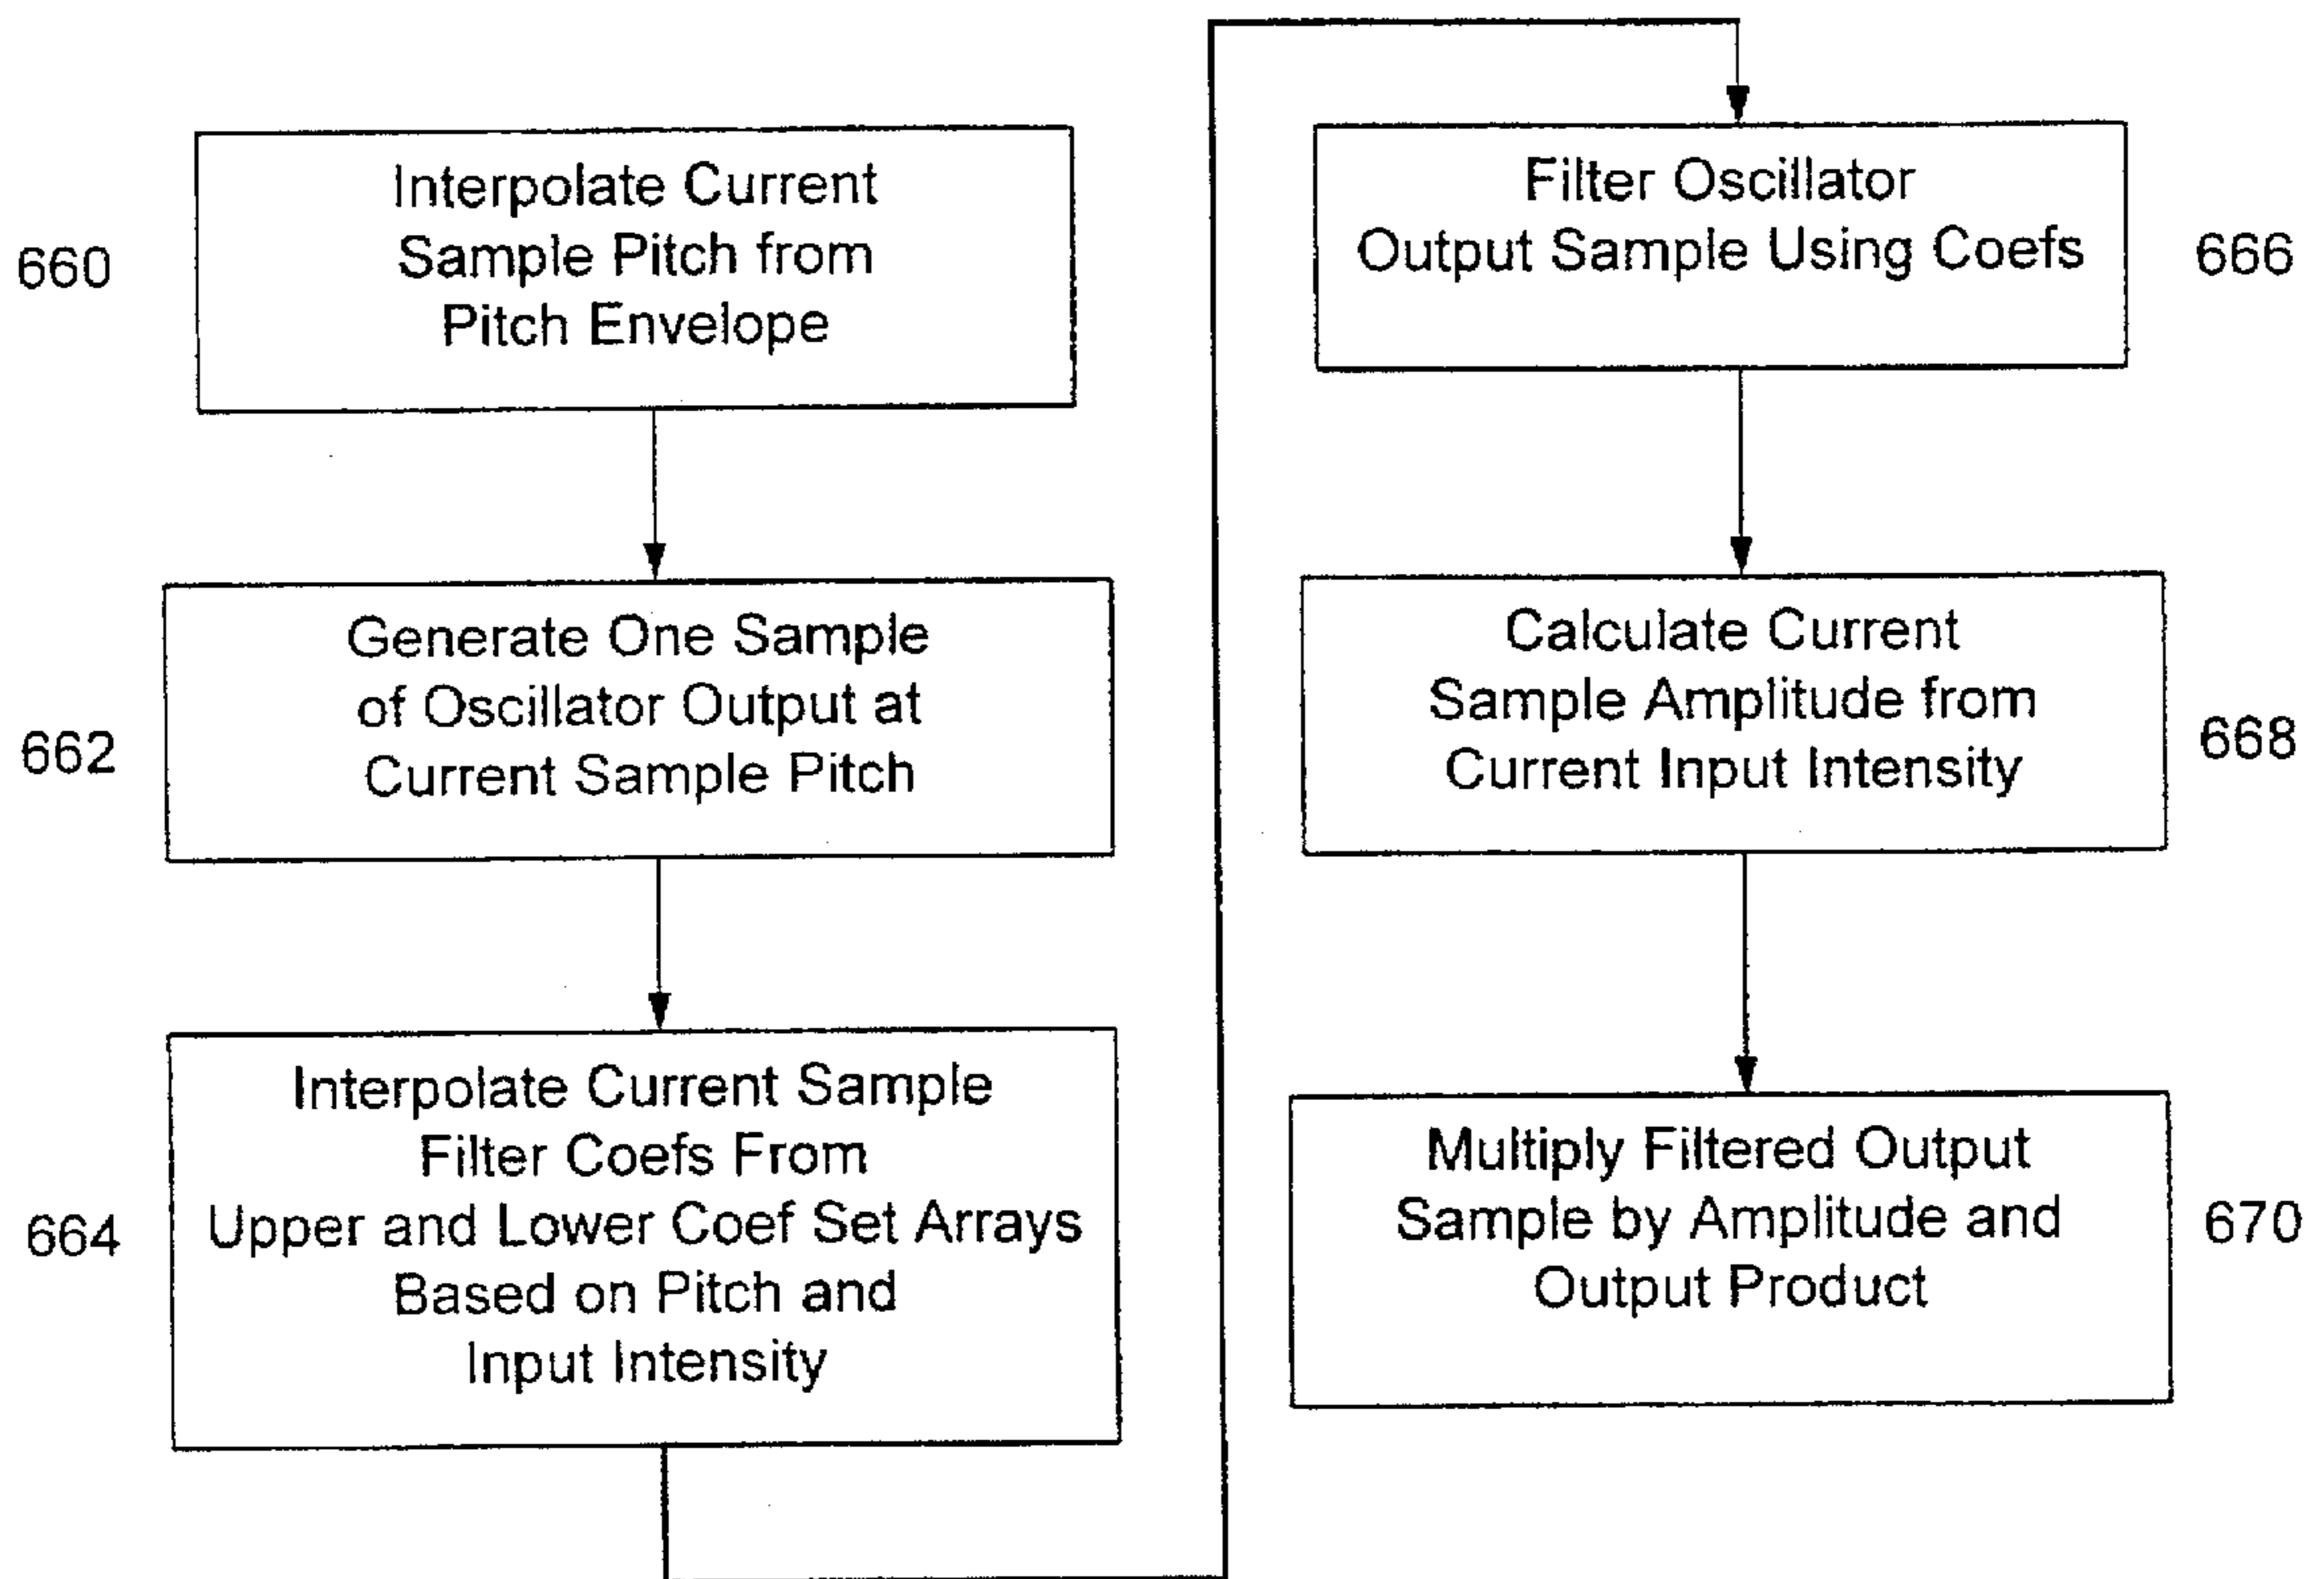 660
Interpolate Current
Sample Pitch from
Pitch Envelope
662
Generate One Sample
of Oscillator Output at
Current Sample Pitch
664
Interpolate Current Sample
Filter Coefs From
Upper and Lower Coef Set Arrays
Based on Pitch and
Input Intensity
Filter Oscillator
Output Sample Using Coefs
666
Calculate Current
Sample Amplitude from
Current Input Intensity
668
Multiply Filtered Output
Sample by Amplitude and
Output Product
670